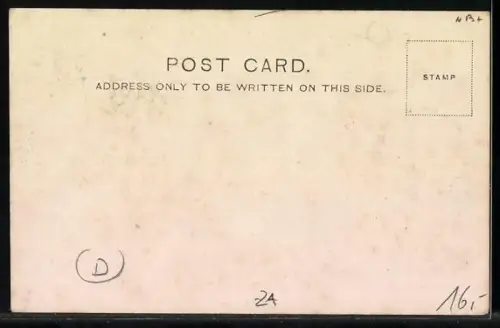 POST CARD.
ADDRESS ONLY TO BE WRITTEN ON THIS SIDE.
STAMP
(D)
24
16,-